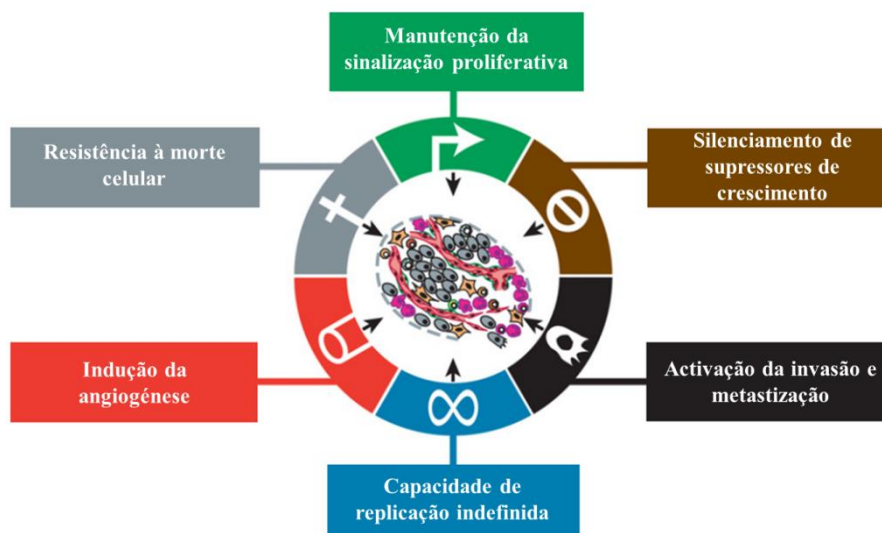 Manutenção da
sinalização proliferativa
Resistência à morte
celular
Silenciamento de
supressores de
crescimento
Indução da
angiogénese
Activação da invasão e
metastização
Capacidade de
replicação indefinida